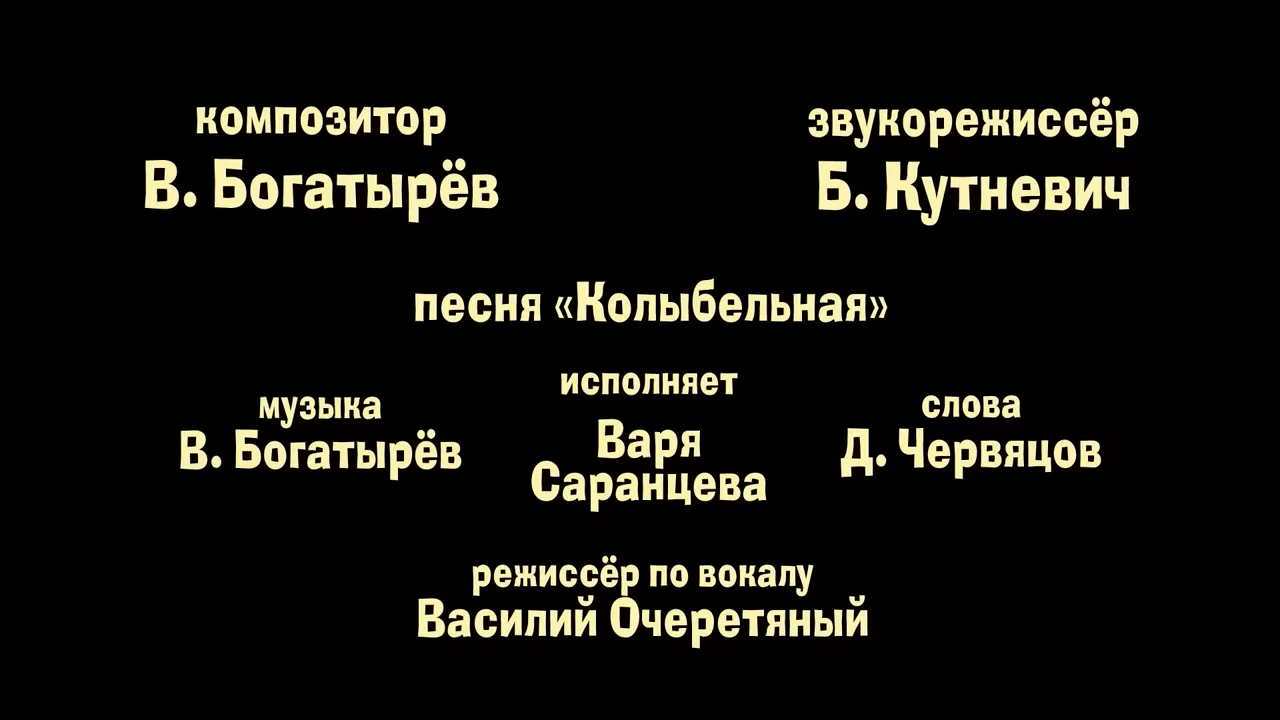 композитор
В. Богатырёв
звукорежиссёр
Б. Кутневич
песня «Колыбельная»
музыка
В. Богатырёв
исполняет
Варя
Саранцева
слова
Д. Червяцов
режиссёр по вокалу
Василий Очеретяный